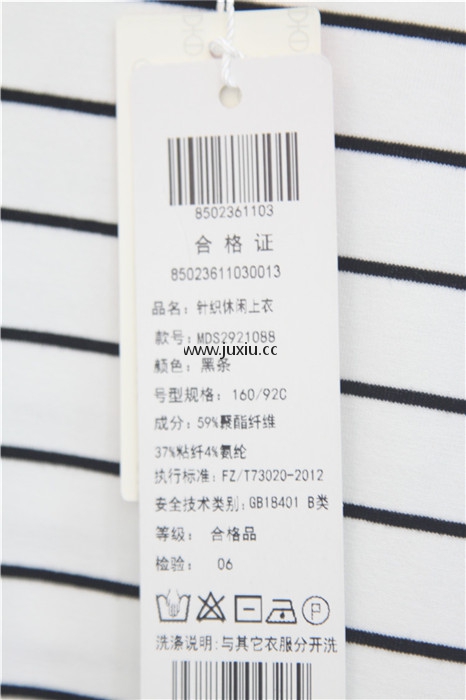 8502361103
合格证
85023611030013
品名: 针织休闲上衣
款号: MDS2921088
www.juxiu.cc
颜色: 黑条
号型规格: 160/92C
成分: 59%聚酯纤维
37%粘纤4%氨纶
执行标准: FZ/T73020-2012
安全技术类别: GB18401 B类
等级: 合格品
检验: 06
洗涤说明:与其它衣服分开洗